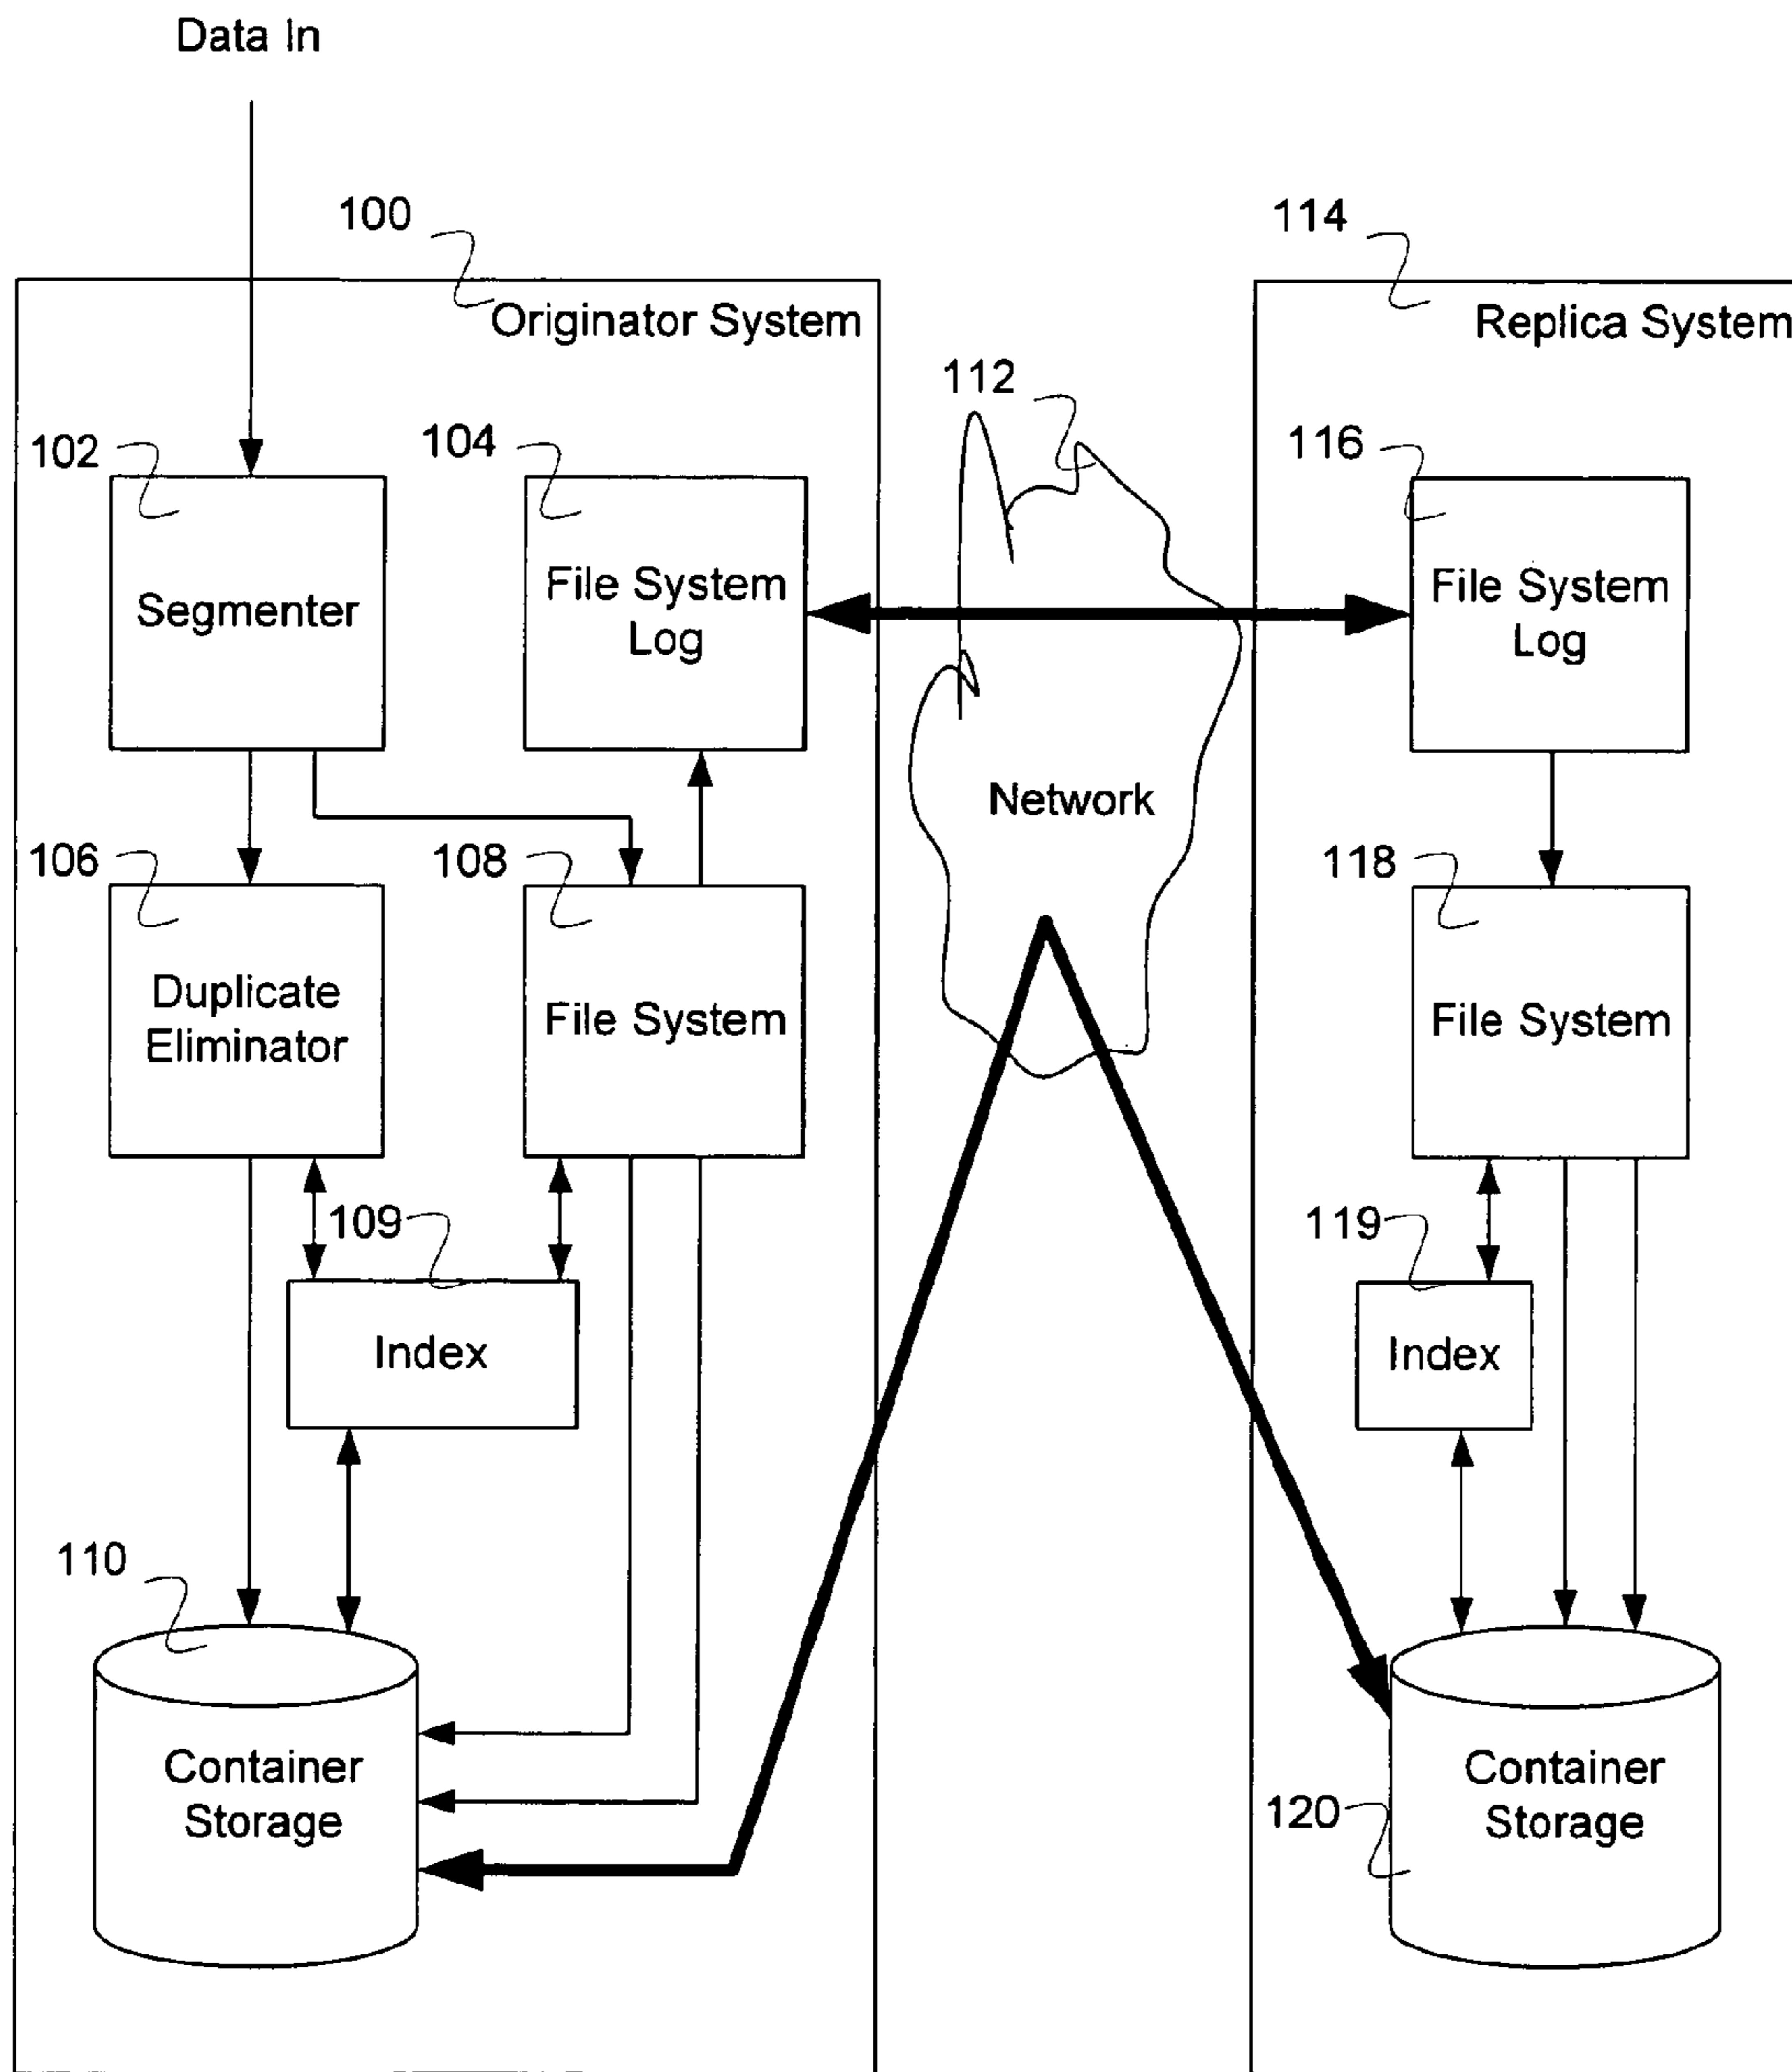 Data In
100
114
Originator System
Replica System
112
102
104
116
Segmenter
File System
Log
File System
Log
Network
106
108
118
Duplicate
Eliminator
File System
File System
109
119
Index
Index
110
Container
Storage
120
Container
Storage